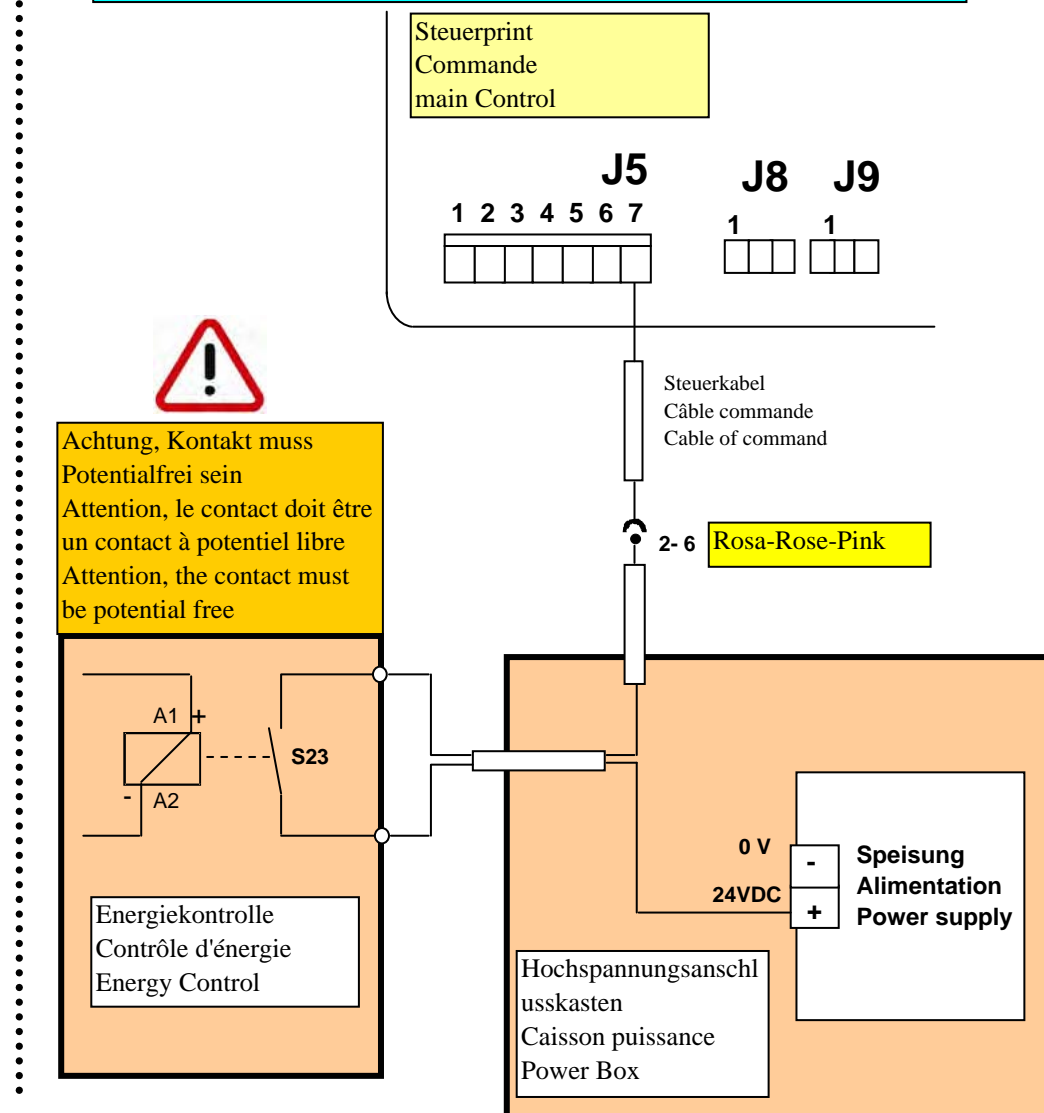 Steuerprint
Commande
main Control
J5
J8 J9
1 2 3 4 5 6 7
1
1
Steuerkabel
Câble commande
Cable of command
!
Achtung, Kontakt muss
Potentialfrei sein
Attention, le contact doit être
un contact à potentiel libre
Attention, the contact must
be potential free
2- 6
Rosa-Rose-Pink
A1 +
S23
- A2
Energiekontrolle
Contrôle d'énergie
Energy Control
0 V
-
24VDC
+
Speisung
Alimentation
Power supply
Hochspannungsanschl
usskasten
Caisson puissance
Power Box